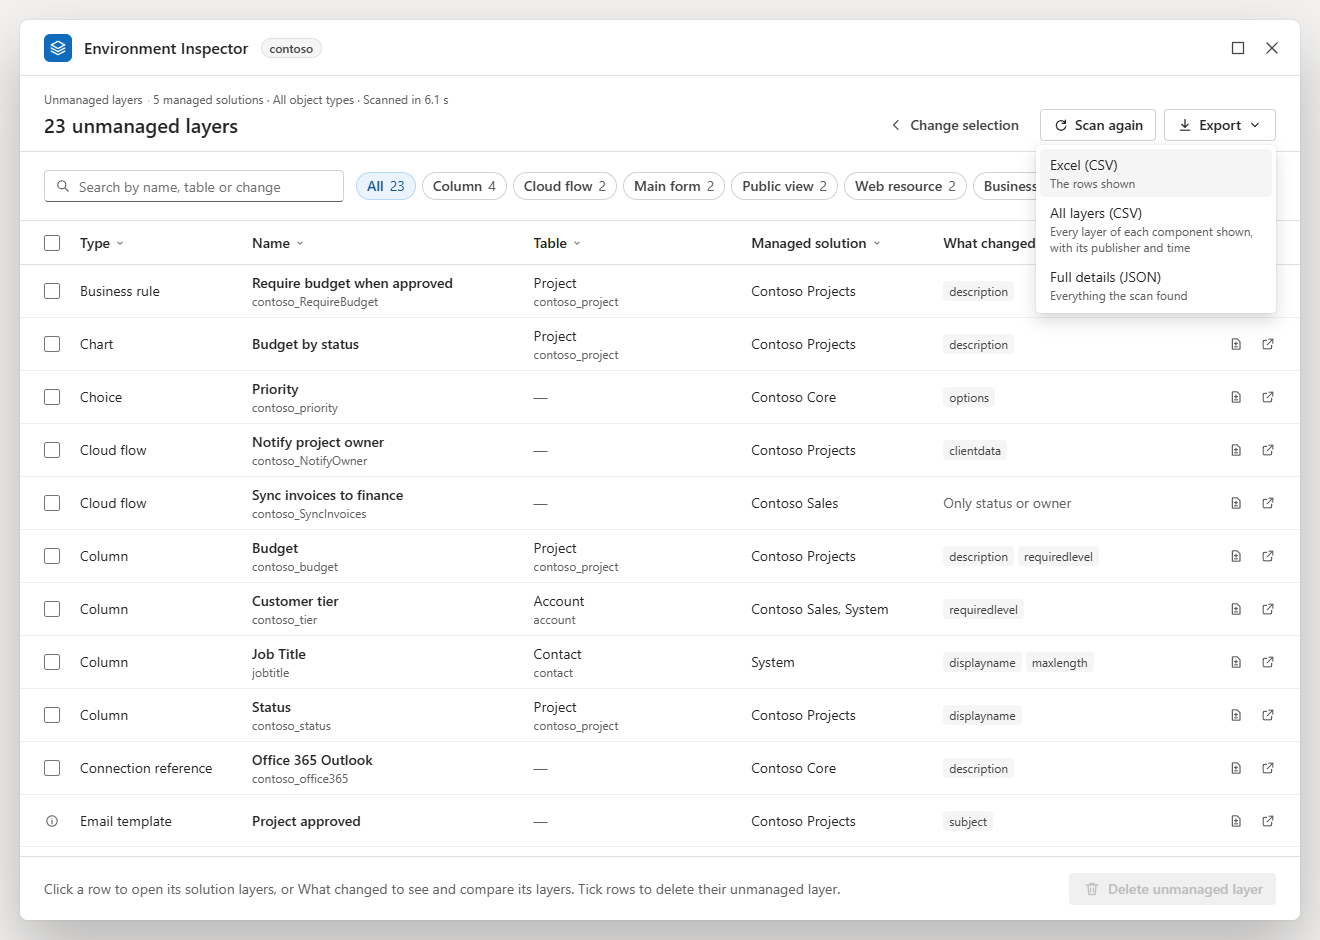 Environment Inspector contoso
Unmanaged layers · 5 managed solutions · All object types · Scanned in 6.1 s
23 unmanaged layers
Change selection
Scan again
Export
Search by name, table or change
All 23
Column 4
Cloud flow 2
Main form 2
Public view 2
Web resource 2
Business
Excel (CSV)
The rows shown
All layers (CSV)
Every layer of each component shown,
with its publisher and time
Full details (JSON)
Everything the scan found
Type Name Table Managed solution What changed
Business rule
Require budget when approved
contoso_RequireBudget
Project
contoso_project
Contoso Projects
description
Chart
Budget by status
Project
contoso_project
Contoso Projects
description
Choice
Priority
contoso_priority
—
Contoso Core
options
Cloud flow
Notify project owner
contoso_NotifyOwner
—
Contoso Projects
clientdata
Cloud flow
Sync invoices to finance
contoso_SyncInvoices
—
Contoso Sales
Only status or owner
Column
Budget
contoso_budget
Project
contoso_project
Contoso Projects
description requiredlevel
Column
Customer tier
contoso_tier
Account
account
Contoso Sales, System
requiredlevel
Column
Job Title
jobtitle
Contact
contact
System
displayname maxlength
Column
Status
contoso_status
Project
contoso_project
Contoso Projects
displayname
Connection reference
Office 365 Outlook
contoso_office365
—
Contoso Core
description
Email template
Project approved
—
Contoso Projects
subject
Click a row to open its solution layers, or What changed to see and compare its layers. Tick rows to delete their unmanaged layer.
Delete unmanaged layer